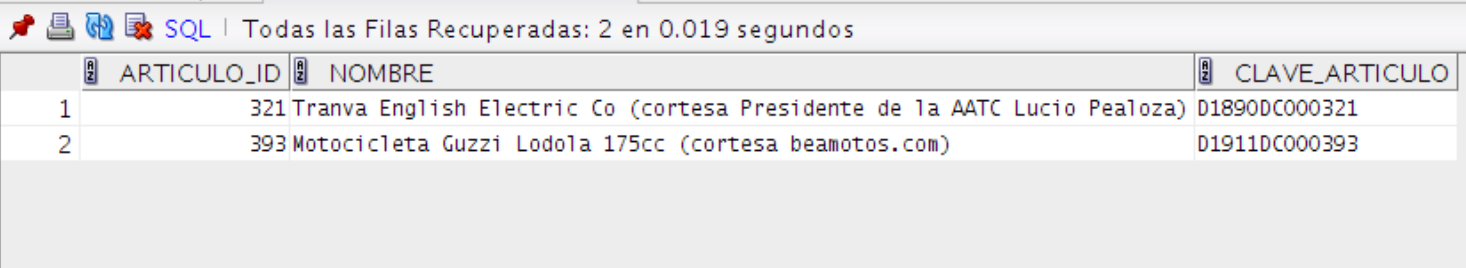 SQL | Todas las Filas Recuperadas: 2 en 0.019 segundos
ARTICULO_ID NOMBRE CLAVE_ARTICULO
1 321 Tranva English Electric Co (cortesa Presidente de la AATC Lucio Pealoza) D1890DC000321
2 393 Motocicleta Guzzi Lodola 175cc (cortesa beamotos.com) D1911DC000393